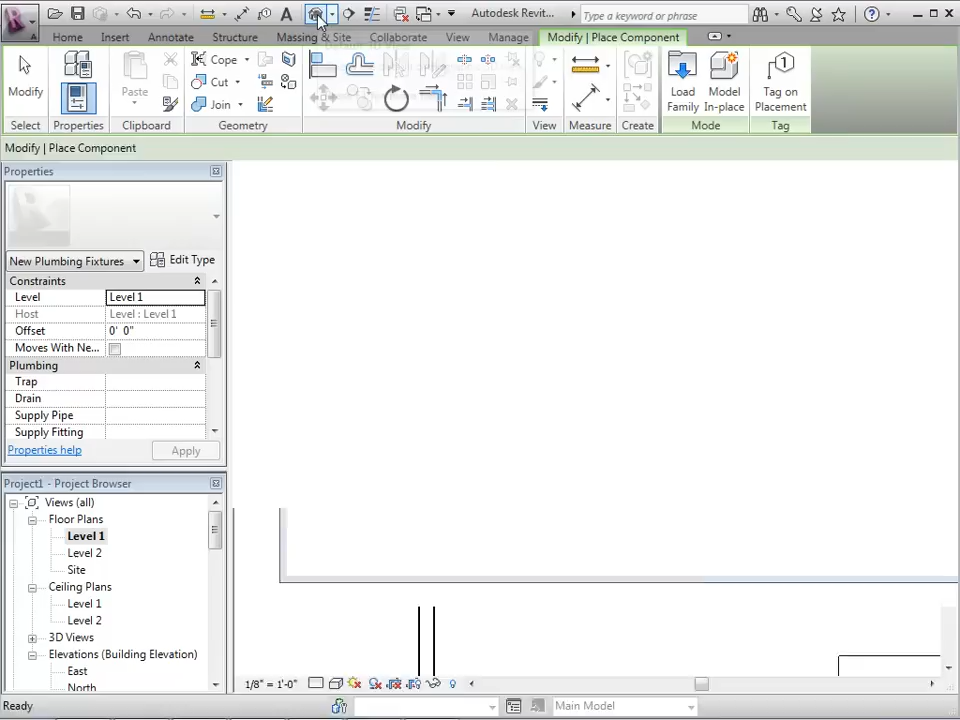 Autodesk Revit...
Type a keyword or phrase
Home Insert Annotate Structure Massing & Site Collaborate View Manage Modify | Place Component
Modify
Paste
Cope
Cut
Join
Load Family
Model In-place
Tag on Placement
Select Properties Clipboard Geometry Modify View Measure Create Mode Tag
Modify | Place Component
Properties
New Plumbing Fixtures Edit Type
Constraints
Level Level 1
Host Level : Level 1
Offset 0' 0"
Moves With Ne...
Plumbing
Trap
Drain
Supply Pipe
Supply Fitting
Properties help Apply
Project1 - Project Browser
Views (all)
Floor Plans
Level 1
Level 2
Site
Ceiling Plans
Level 1
Level 2
3D Views
Elevations (Building Elevation)
East
North
1/8" = 1'-0"
Ready
Main Model